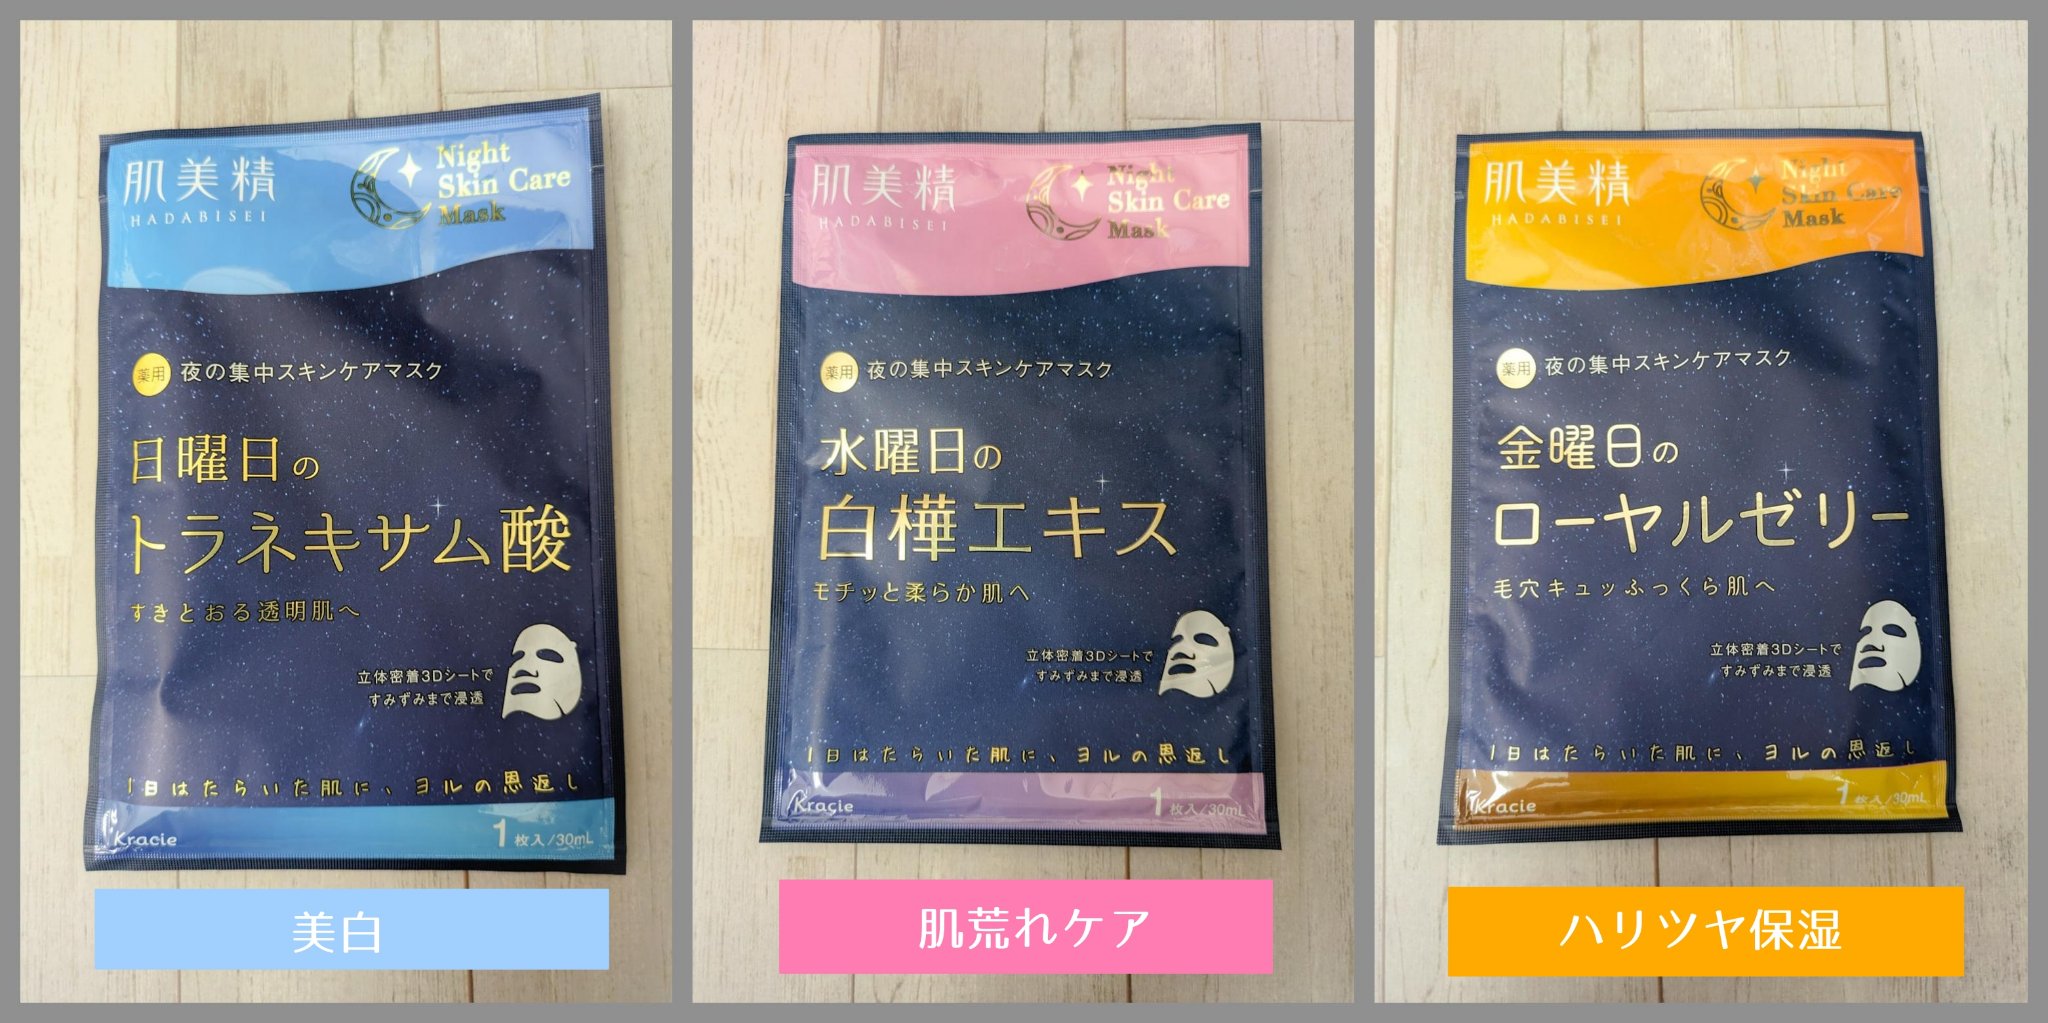 肌美精
HADABISEI
Night
Skin Care
Mask
薬用 夜の集中スキンケアマスク
日曜日の
トラネキサム酸
すきとおる透明肌へ
立体密着3Dシートで
すみずみまで浸透
1日はたらいた肌に、ヨルの恩返し
Kracie
1枚入/30mL
美白
肌美精
HADABISEI
Night
Skin Care
Mask
薬用 夜の集中スキンケアマスク
水曜日の
白樺エキス
モチッと柔らか肌へ
立体密着3Dシートで
すみずみまで浸透
1日はたらいた肌に、ヨルの恩返し
Kracie
1枚入/30mL
肌荒れケア
肌美精
HADABISEI
Night
Skin Care
Mask
薬用 夜の集中スキンケアマスク
金曜日の
ローヤルゼリー
毛穴キュッふっくら肌へ
立体密着3Dシートで
すみずみまで浸透
1日はたらいた肌に、ヨルの恩返し
Kracie
1枚入/30mL
ハリツヤ保湿